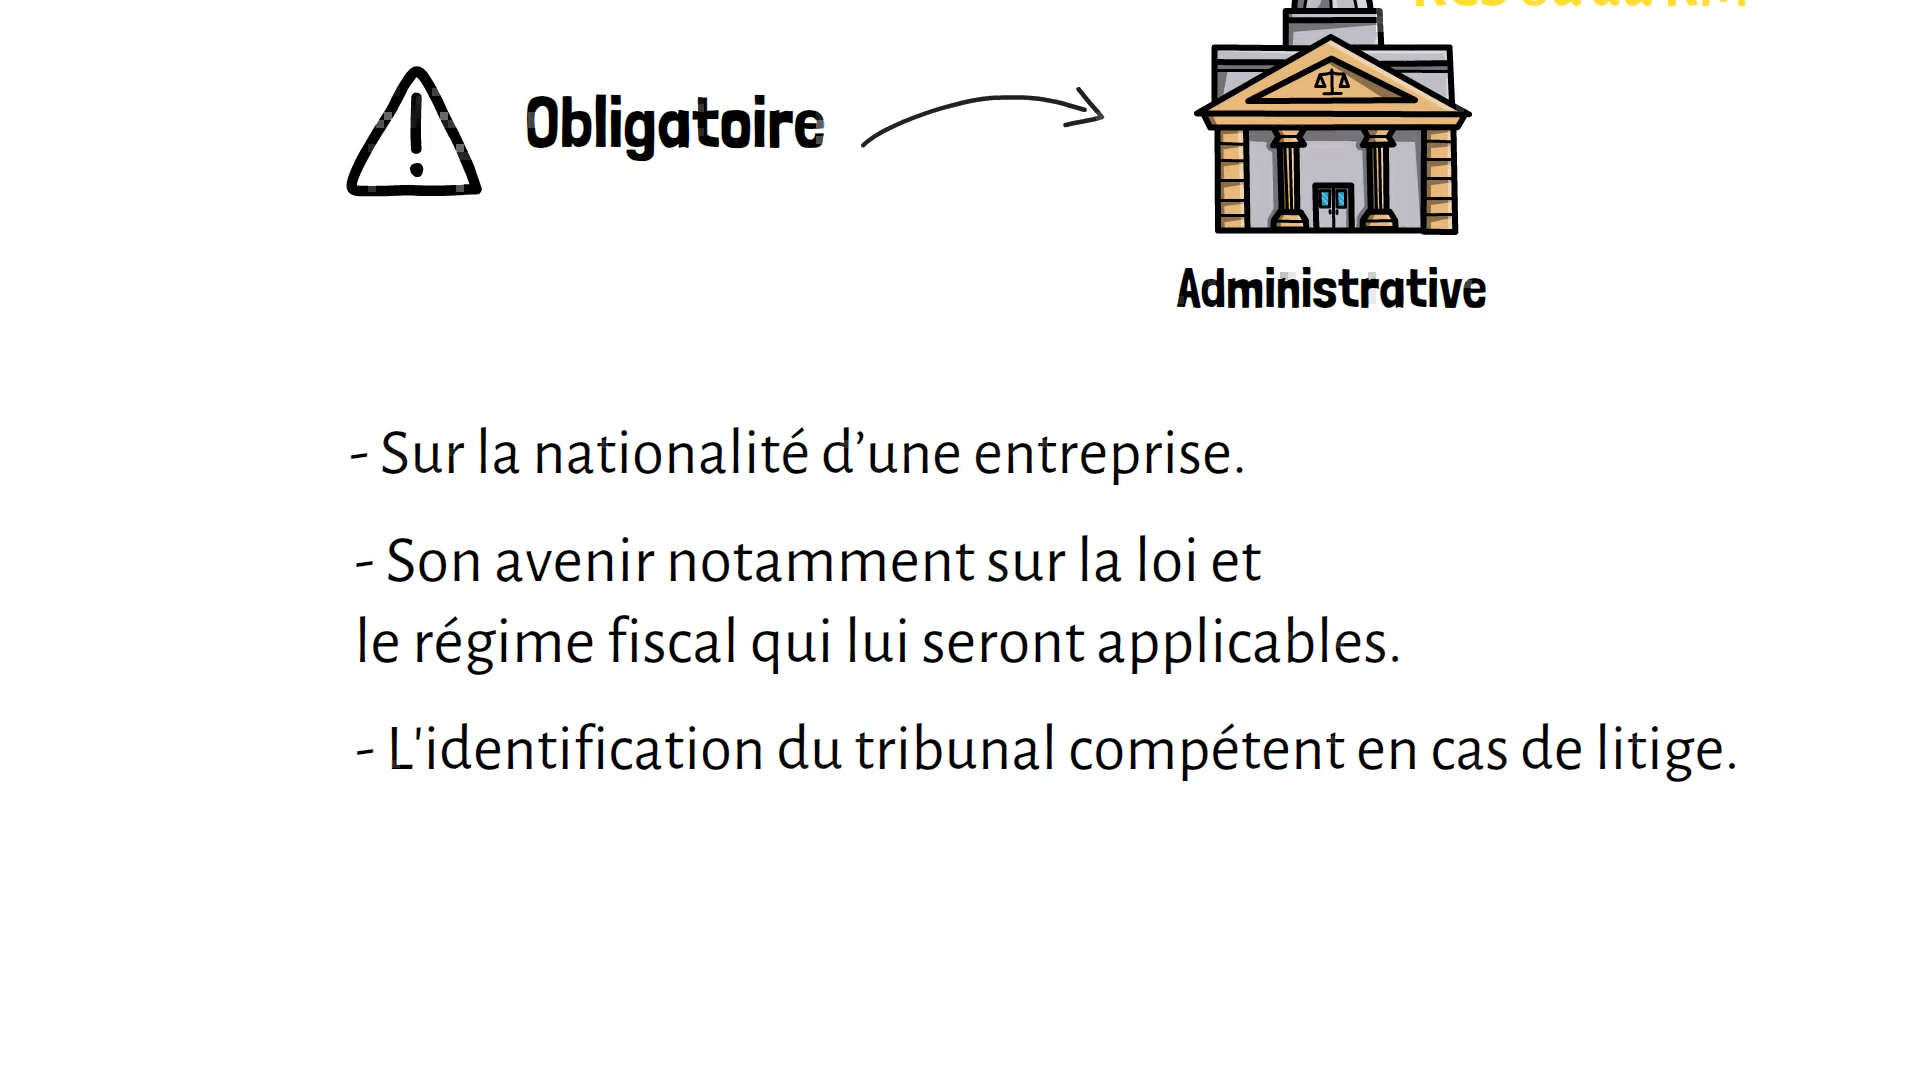 Obligatoire
Administrative
- Sur la nationalité d’une entreprise.
- Son avenir notamment sur la loi et
le régime fiscal qui lui seront applicables.
- L'identification du tribunal compétent en cas de litige.